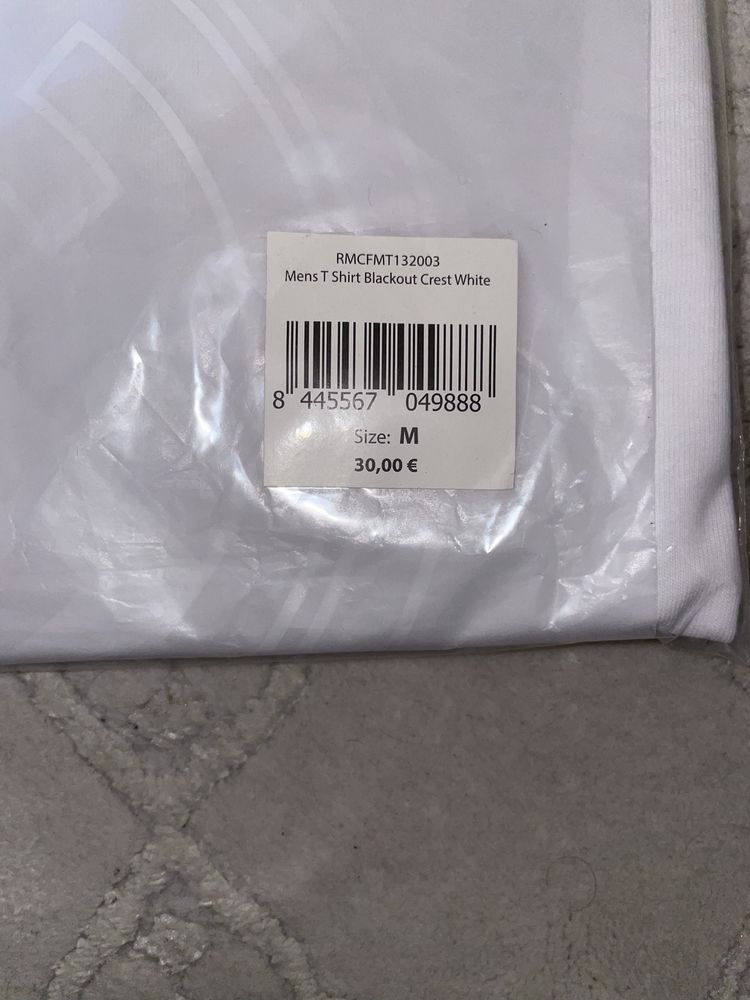 RMCFMT132003
Mens T Shirt Blackout Crest White
8 445567 049888
Size: M
30,00 €